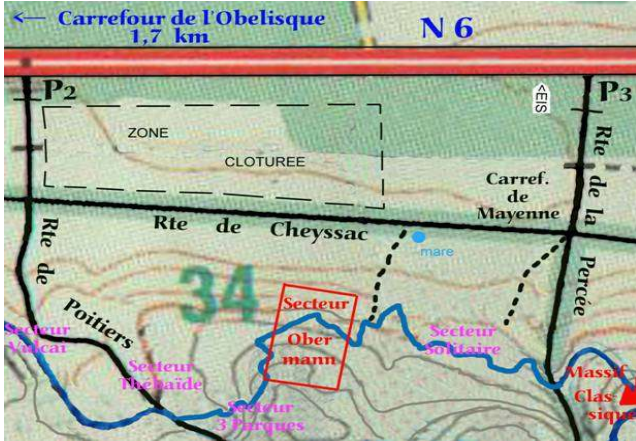 ← Carrefour de l'Obelisque
1,7 km
N 6
P2
P3
<EIS
ZONE
CLOTUREE
Rte de la Percée
Carref.
de
Mayenne
Rte de Cheyssac
mare
Rte de Poitiers
34
Secteur
Ober
mann
Secteur
Vulcaï
Secteur
Thébaïde
Secteur
3 Parques
Secteur
Solitaire
Massif
Clas
sique